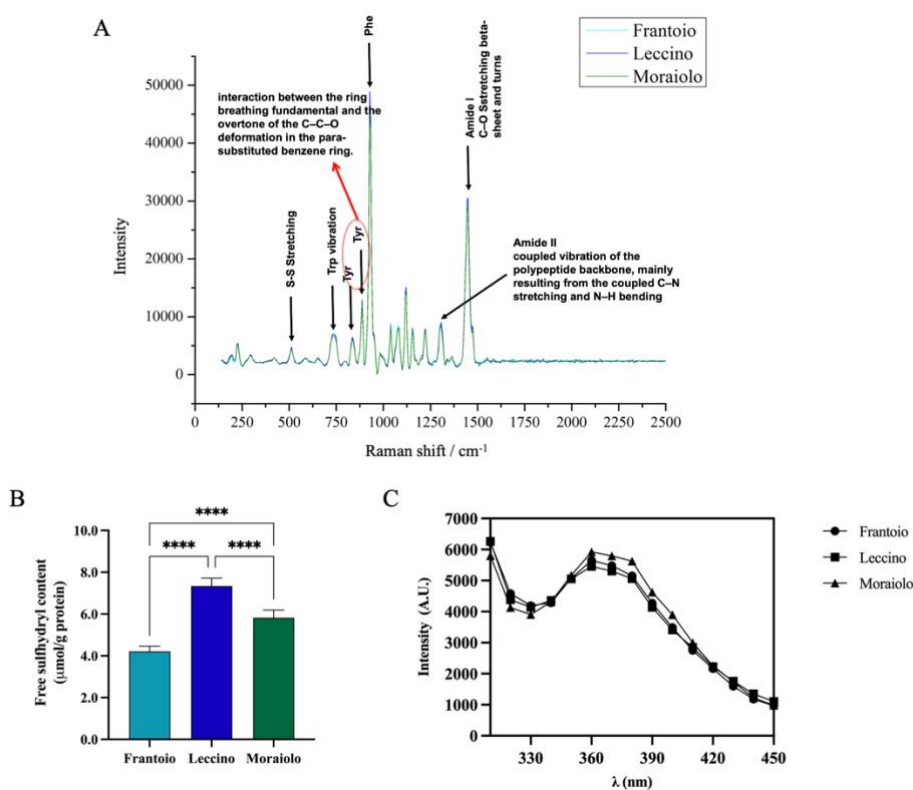 A
Frantoio
Leccino
Moraiolo
Phe
Amide I
C–O Sstretching beta-
sheet and turns
interaction between the ring
breathing fundamental and the
overtone of the C–C–O
deformation in the para-
substituted benzene ring.
S-S Stretching
Trp vibration
Tyr
Tyr
Amide II
coupled vibration of the
polypeptide backbone, mainly
resulting from the coupled C–N
stretching and N–H bending
Intensity
50000
40000
30000
20000
10000
0
0
250
500
750
1000
1250
1500
1750
2000
2250
2500
Raman shift / cm-1
B
Free sulfhydryl content
(μmol/g protein)
10.0
8.0
6.0
4.0
2.0
0.0
****
****
****
Frantoio
Leccino
Moraiolo
C
Intensity (A.U.)
7000
6000
5000
4000
3000
2000
1000
0
330
360
390
420
450
λ (nm)
Frantoio
Leccino
Moraiolo